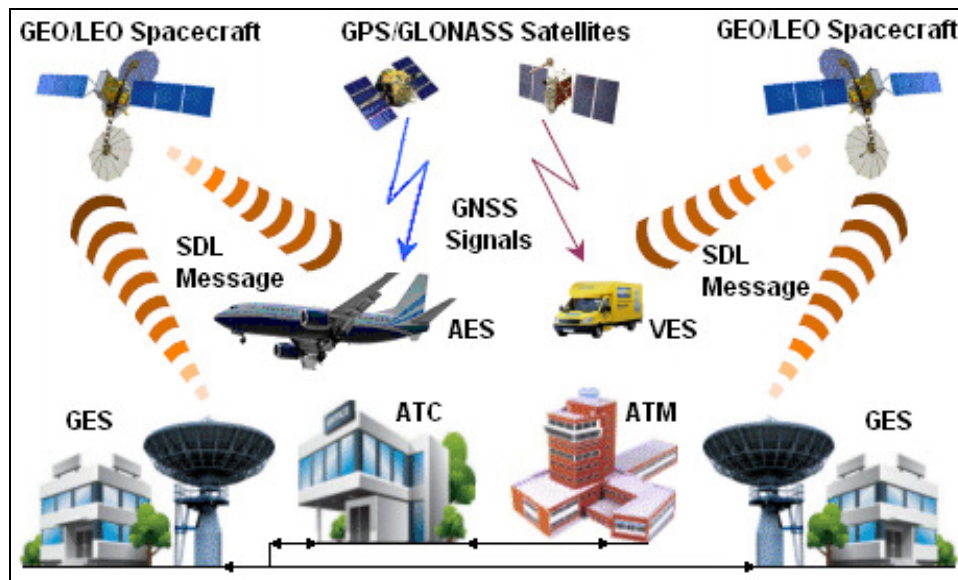 GEO/LEO Spacecraft
GPS/GLONASS Satellites
GEO/LEO Spacecraft
GNSS
Signals
SDL
Message
SDL
Message
AES
VES
GES
ATC
ATM
GES